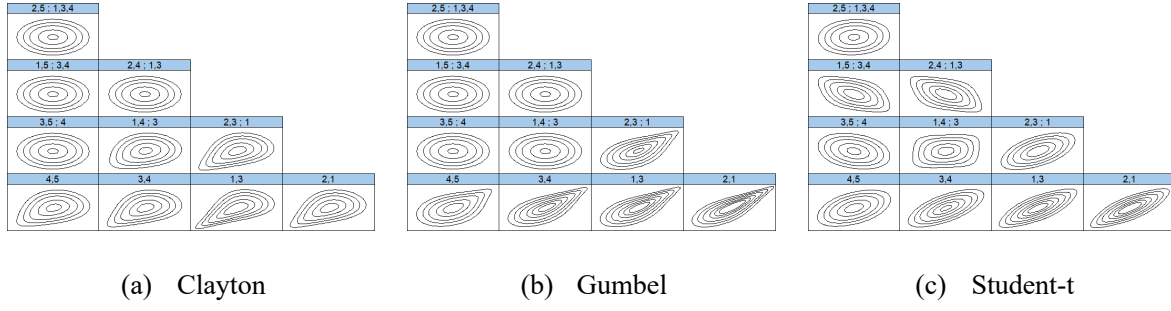 2,5 ; 1,3,4
1,5 ; 3,4 2,4 ; 1,3
3,5 ; 4 1,4 ; 3 2,3 ; 1
4,5 3,4 1,3 2,1
(a) Clayton
2,5 ; 1,3,4
1,5 ; 3,4 2,4 ; 1,3
3,5 ; 4 1,4 ; 3 2,3 ; 1
4,5 3,4 1,3 2,1
(b) Gumbel
2,5 ; 1,3,4
1,5 ; 3,4 2,4 ; 1,3
3,5 ; 4 1,4 ; 3 2,3 ; 1
4,5 3,4 1,3 2,1
(c) Student-t